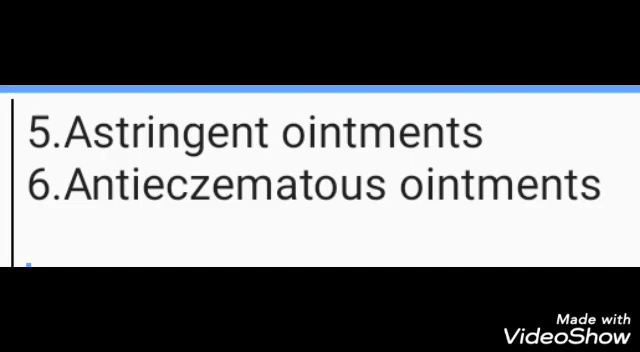 5.Astringent ointments
6.Antieczematous ointments
Made with
VideoShow